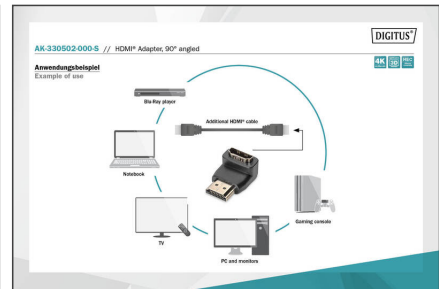 DIGITUS®
AK-330502-000-S // HDMI® Adapter, 90° angled
Anwendungsbeispiel
Example of use
4K
3D
Blu-Ray player
Additional HDMI® cable
Notebook
Gaming console
TV
PC and monitors